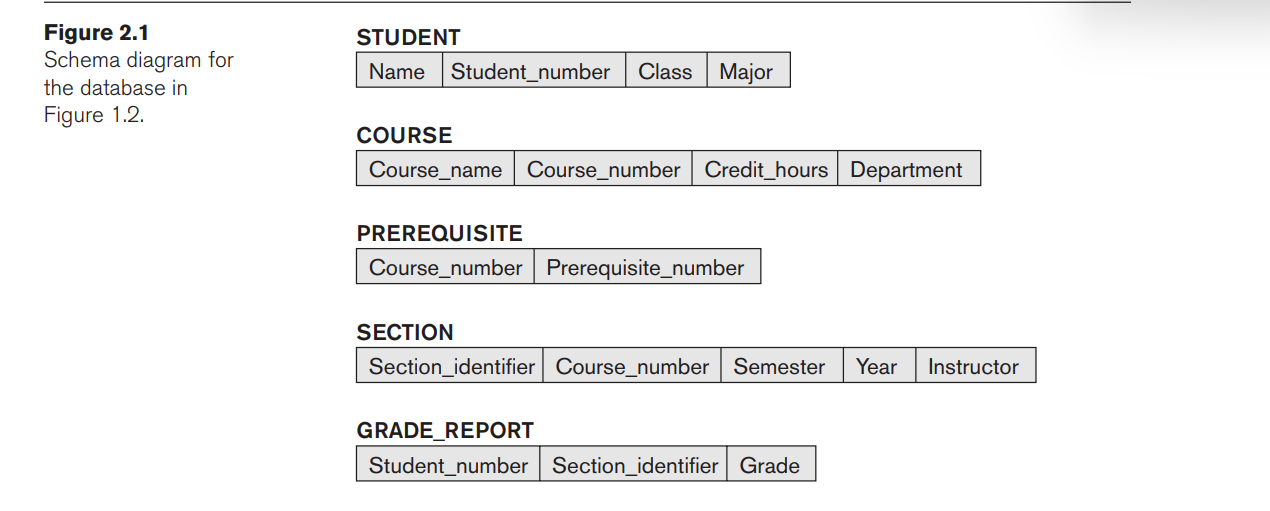 Figure 2.1
Schema diagram for
the database in
Figure 1.2.
STUDENT
Name Student_number Class Major
COURSE
Course_name Course_number Credit_hours Department
PREREQUISITE
Course_number Prerequisite_number
SECTION
Section_identifier Course_number Semester Year Instructor
GRADE_REPORT
Student_number Section_identifier Grade